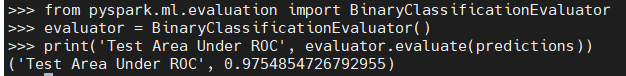 >>> from pyspark.ml.evaluation import BinaryClassificationEvaluator
>>> evaluator = BinaryClassificationEvaluator()
>>> print('Test Area Under ROC', evaluator.evaluate(predictions))
('Test Area Under ROC', 0.9754854726792955)